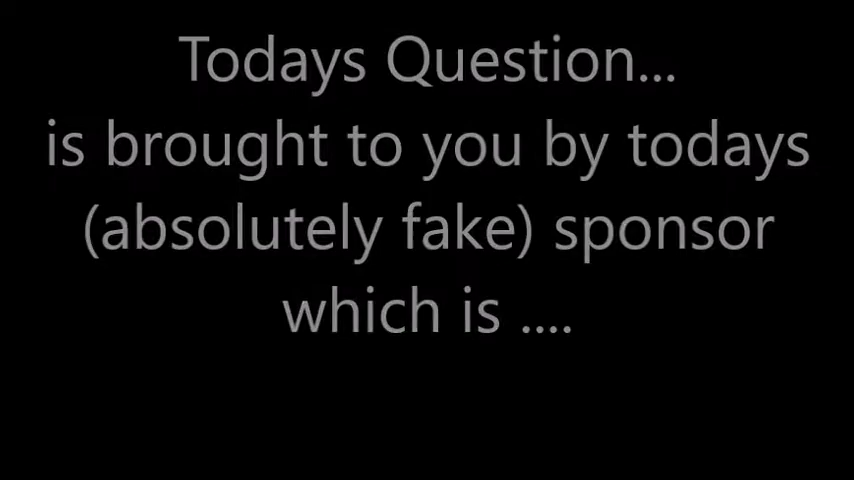 Todays Question...
is brought to you by todays
(absolutely fake) sponsor
which is ....